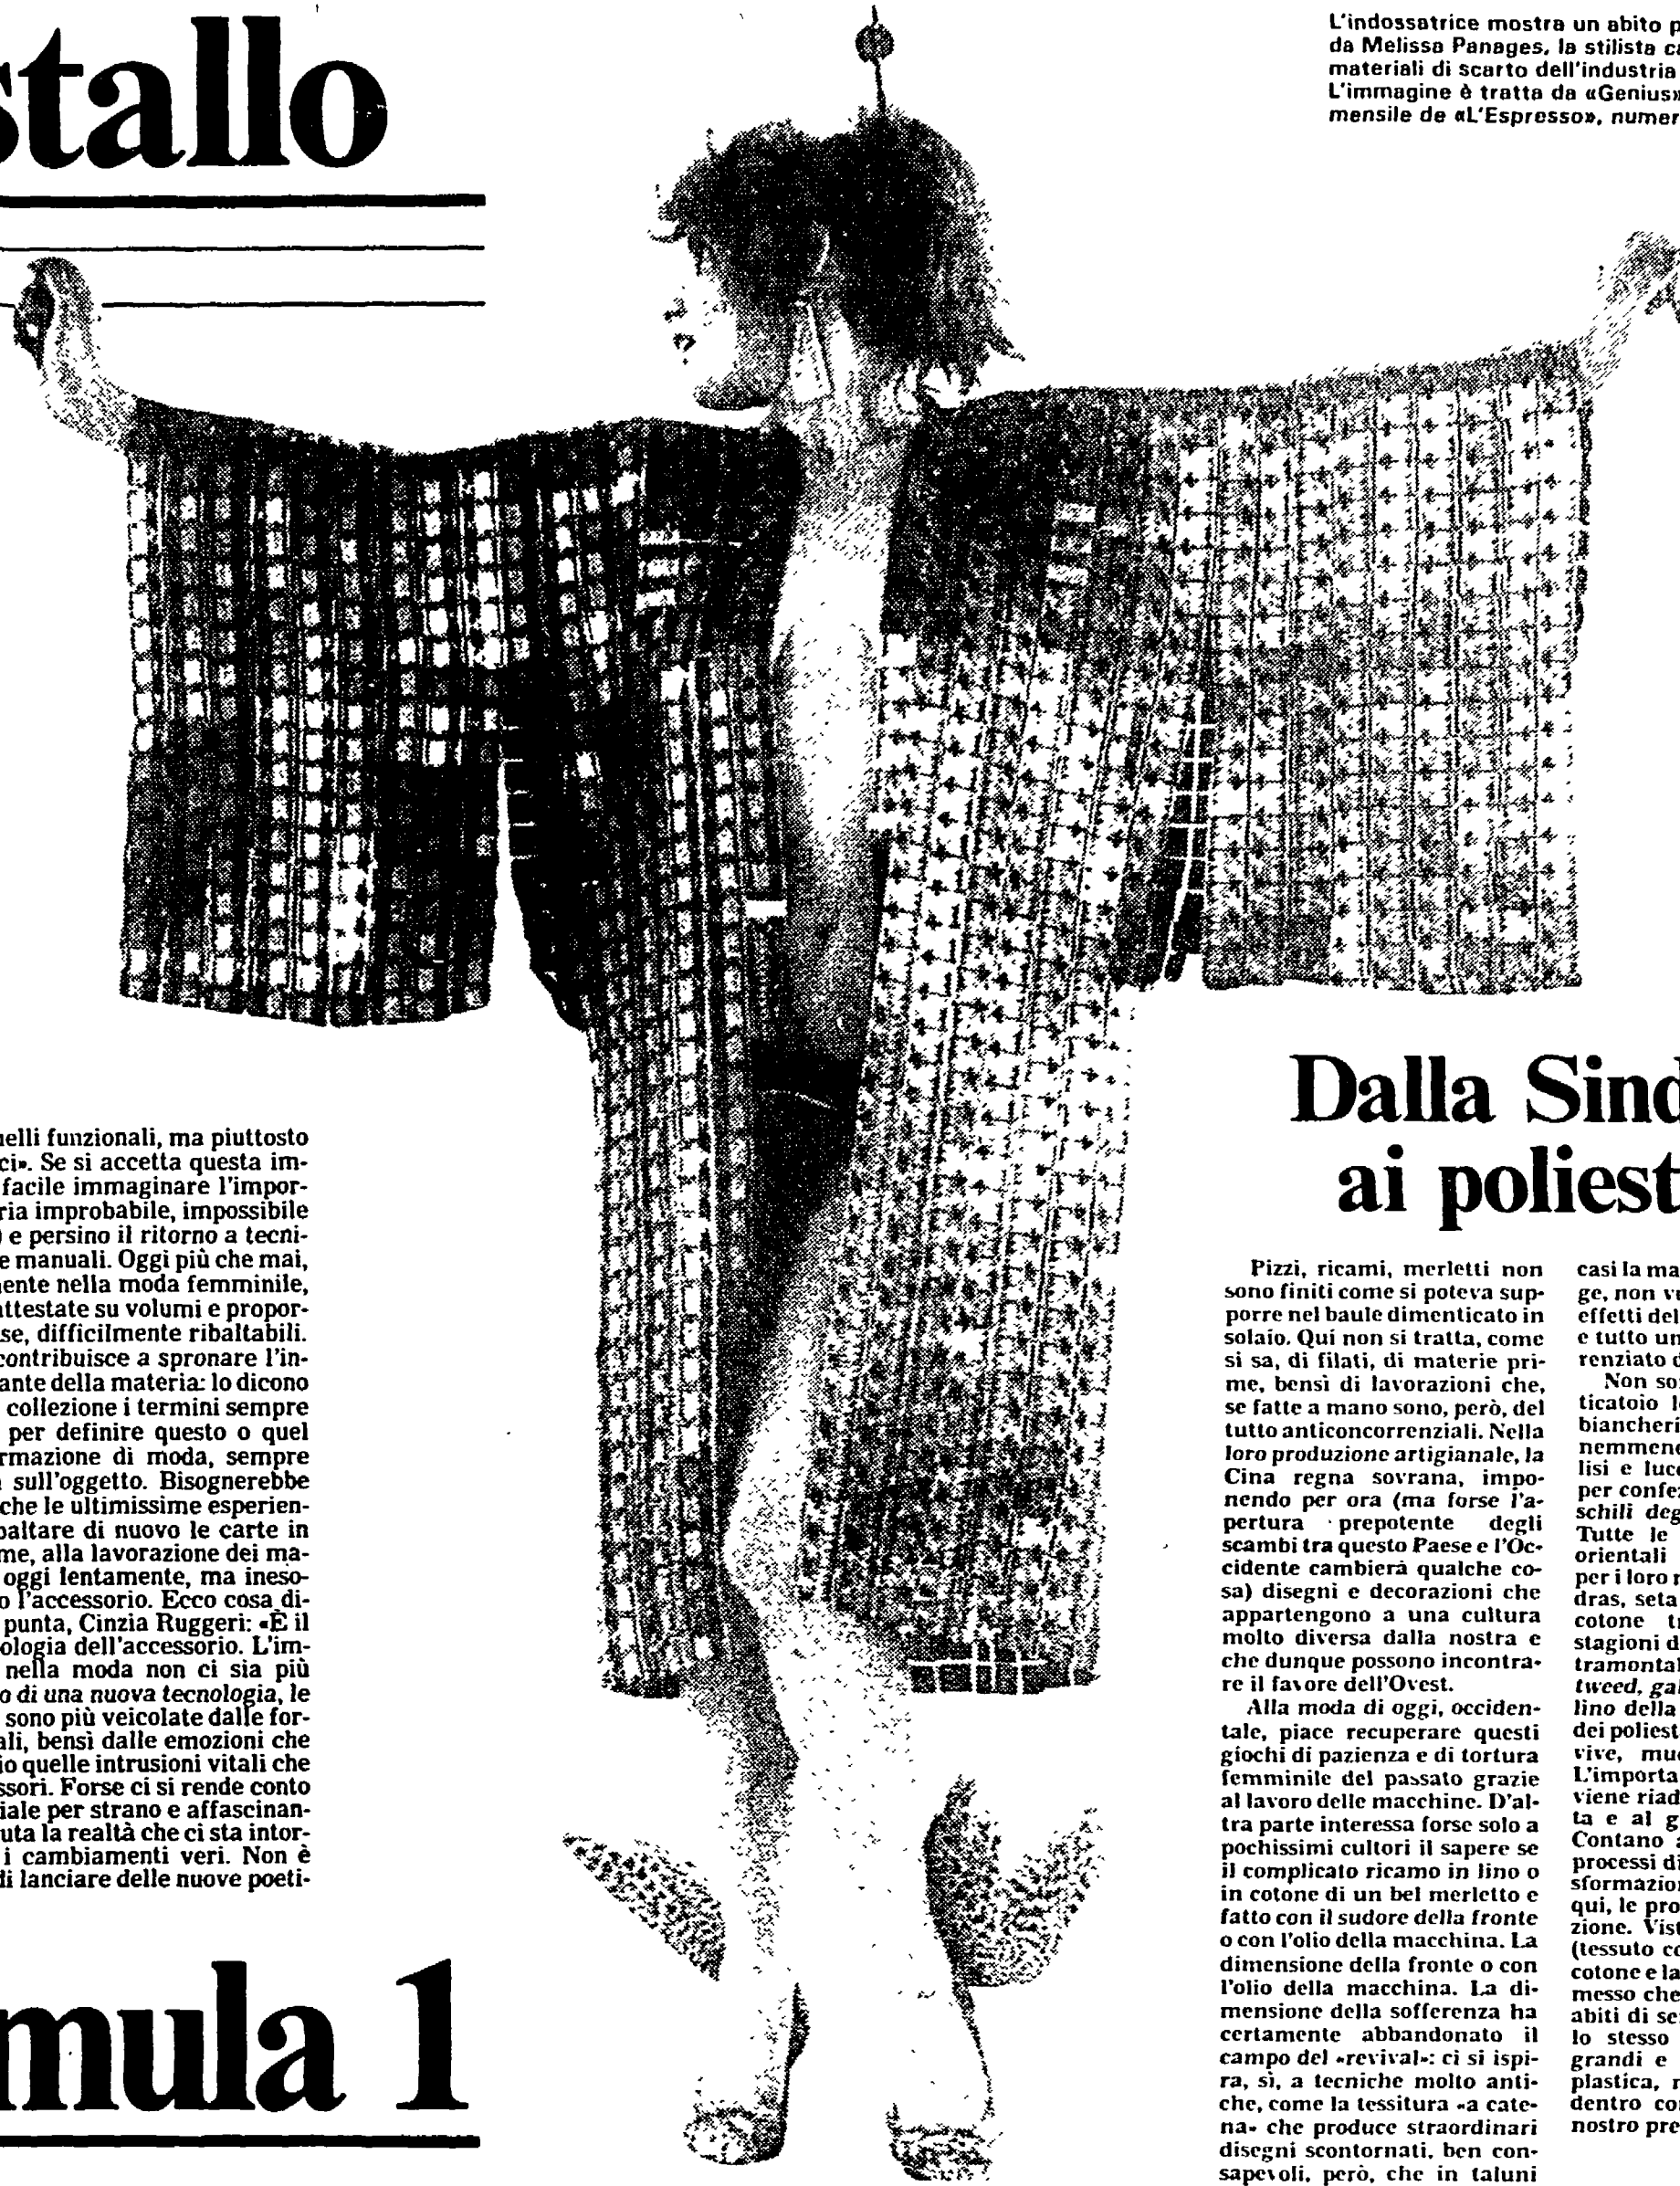 stallo
L'indossatrice mostra un abito p
da Melissa Panages, la stilista ca
materiali di scarto dell'industria
L'immagine è tratta da «Genius»
mensile de «L'Espresso», numer
nelli funzionali, ma piuttosto
ci». Se si accetta questa im-
facile immaginare l'impor-
ria improbabile, impossibile
) e persino il ritorno a tecni-
e manuali. Oggi più che mai,
nente nella moda femminile,
attestate su volumi e propor-
se, difficilmente ribaltabili.
contribuisce a spronare l'in-
ante della materia: lo dicono
collezione i termini sempre
per definire questo o quel
rmazione di moda, sempre
sull'oggetto. Bisognerebbe
che le ultimissime esperien-
baltare di nuovo le carte in
me, alla lavorazione dei ma-
oggi lentamente, ma ineso-
o l'accessorio. Ecco cosa di-
punta, Cinzia Ruggeri: «È il
ologia dell'accessorio. L'im-
nella moda non ci sia più
o di una nuova tecnologia, le
sono più veicolate dalle for-
ali, bensì dalle emozioni che
io quelle intrusioni vitali che
ssori. Forse ci si rende conto
iale per strano e affascinan-
uta la realtà che ci sta intor-
i cambiamenti veri. Non è
di lanciare delle nuove poeti-
mula 1
Dalla Sind
ai poliest
Pizzi, ricami, merletti non
sono finiti come si poteva sup-
porre nel baule dimenticato in
solaio. Qui non si tratta, come
si sa, di filati, di materie pri-
me, bensì di lavorazioni che,
se fatte a mano sono, però, del
tutto anticoncorrenziali. Nella
loro produzione artigianale, la
Cina regna sovrana, impo-
nendo per ora (ma forse l'a-
pertura prepotente degli
scambi tra questo Paese e l'Oc-
cidente cambierà qualche co-
sa) disegni e decorazioni che
appartengono a una cultura
molto diversa dalla nostra e
che dunque possono incontra-
re il favore dell'Ovest.
Alla moda di oggi, occiden-
tale, piace recuperare questi
giochi di pazienza e di tortura
femminile del passato grazie
al lavoro delle macchine. D'al-
tra parte interessa forse solo a
pochissimi cultori il sapere se
il complicato ricamo in lino o
in cotone di un bel merletto e
fatto con il sudore della fronte
o con l'olio della macchina. La
dimensione della fronte o con
l'olio della macchina. La di-
mensione della sofferenza ha
certamente abbandonato il
campo del «revival»: ci si ispi-
ra, sì, a tecniche molto anti-
che, come la tessitura «a cate-
na» che produce straordinari
disegni scontornati, ben con-
sapevoli, però, che in taluni
casi la ma
ge, non vu
effetti del
e tutto un
renziato d
Non so
ticatoio l
biancheri
nemmeno
lisi e luce
per confe
schili deg
Tutte le
orientali
per i loro r
dras, seta
cotone tr
stagioni d
tramontal
tweed, gal
lino della
dei poliest
vive, mu
L'importa
viene riad
ta e al g
Contano a
processi di
sformazion
qui, le pro
zione. Vist
(tessuto co
cotone e la
messo che
abiti di se
lo stesso
grandi e
plastica, r
dentro co
nostro pre